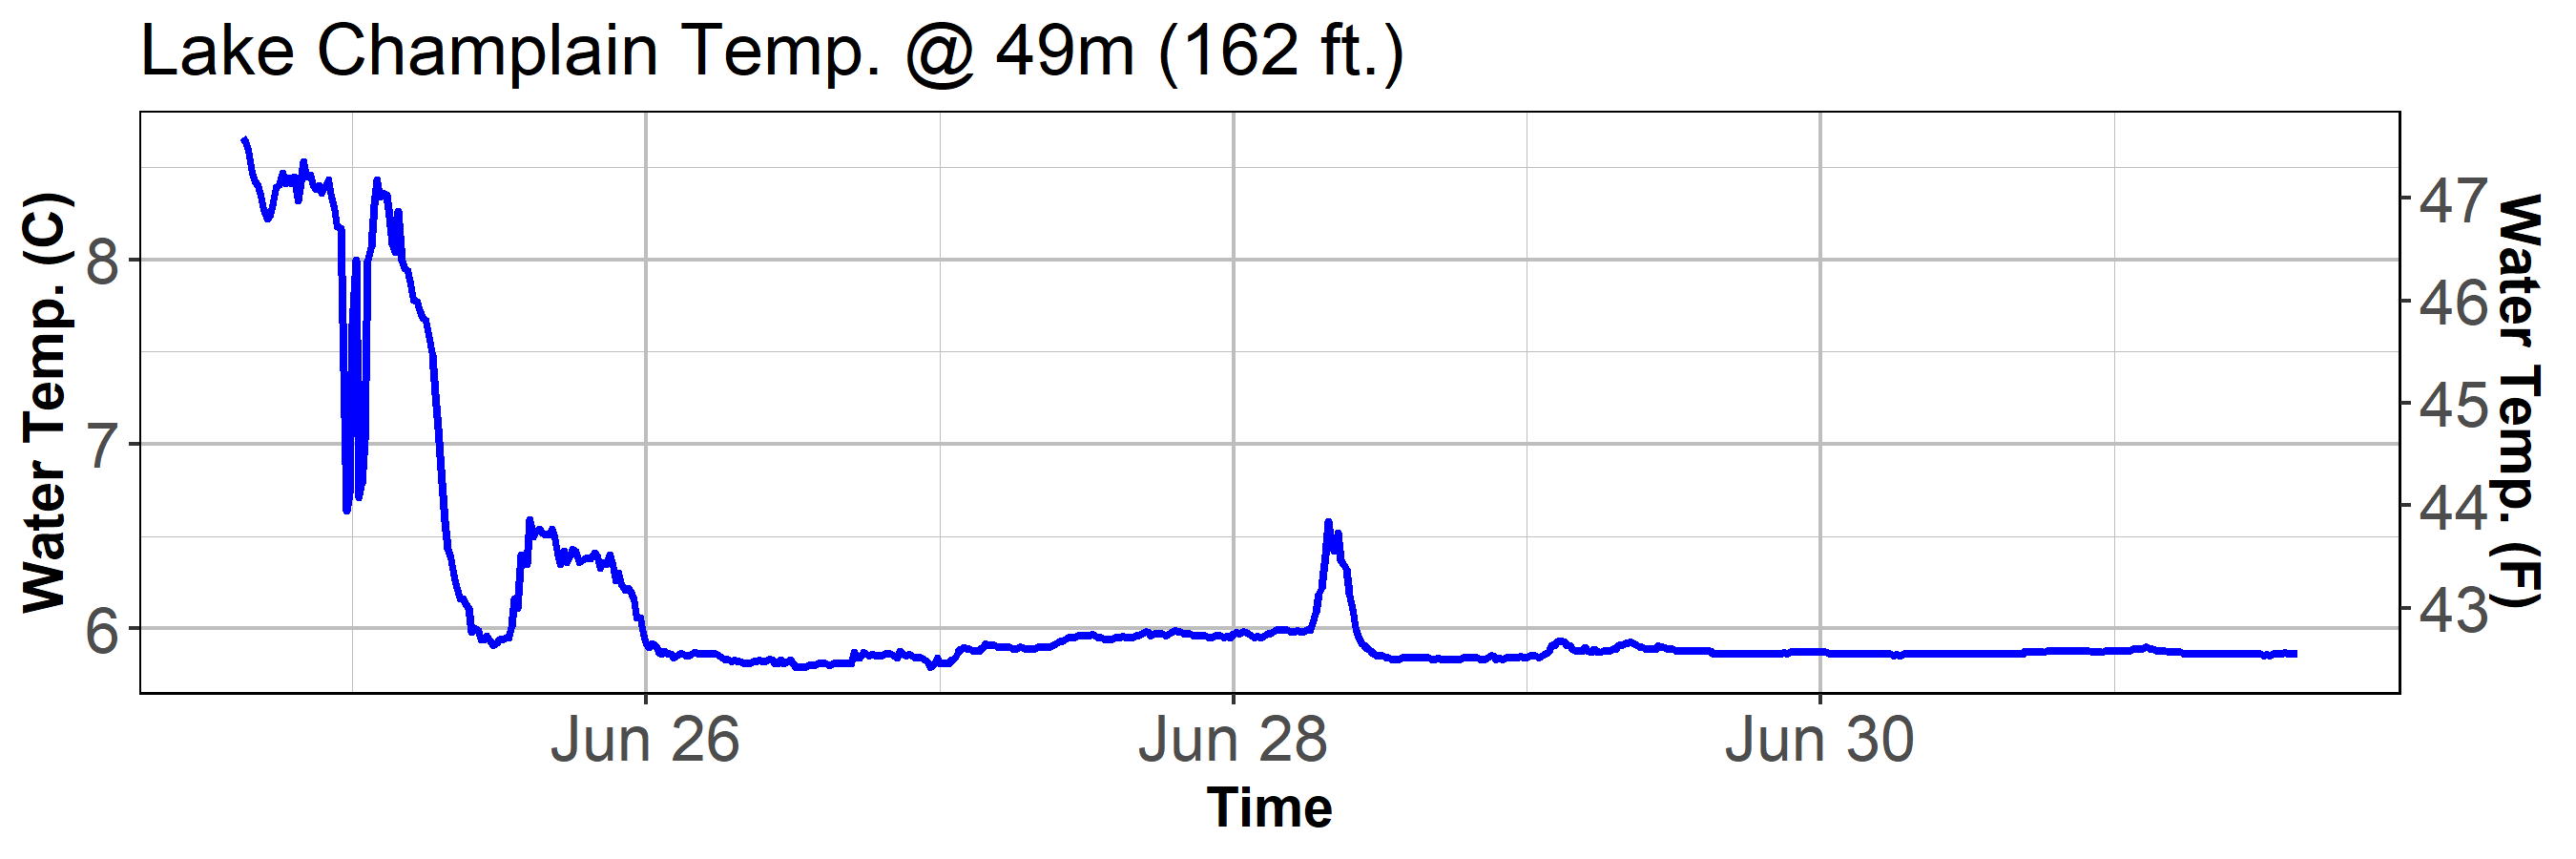 Lake Champlain Temp. @ 49m (162 ft.)
Water Temp. (C)
8
7
6
47
46
45
44
43
Water Temp. (F)
Jun 26
Jun 28
Jun 30
Time